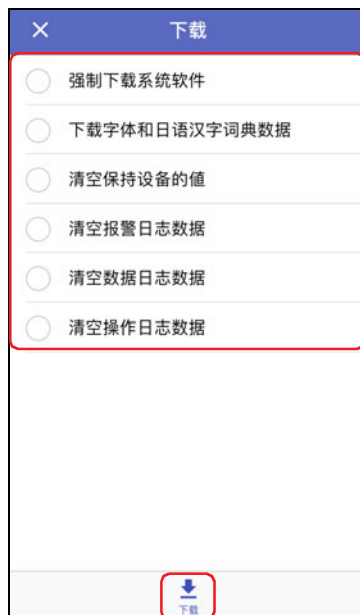 下载
强制下载系统软件
下载字体和日语汉字词典数据
清空保持设备的値
清空报警日志数据
清空数据日志数据
清空操作日志数据
下载